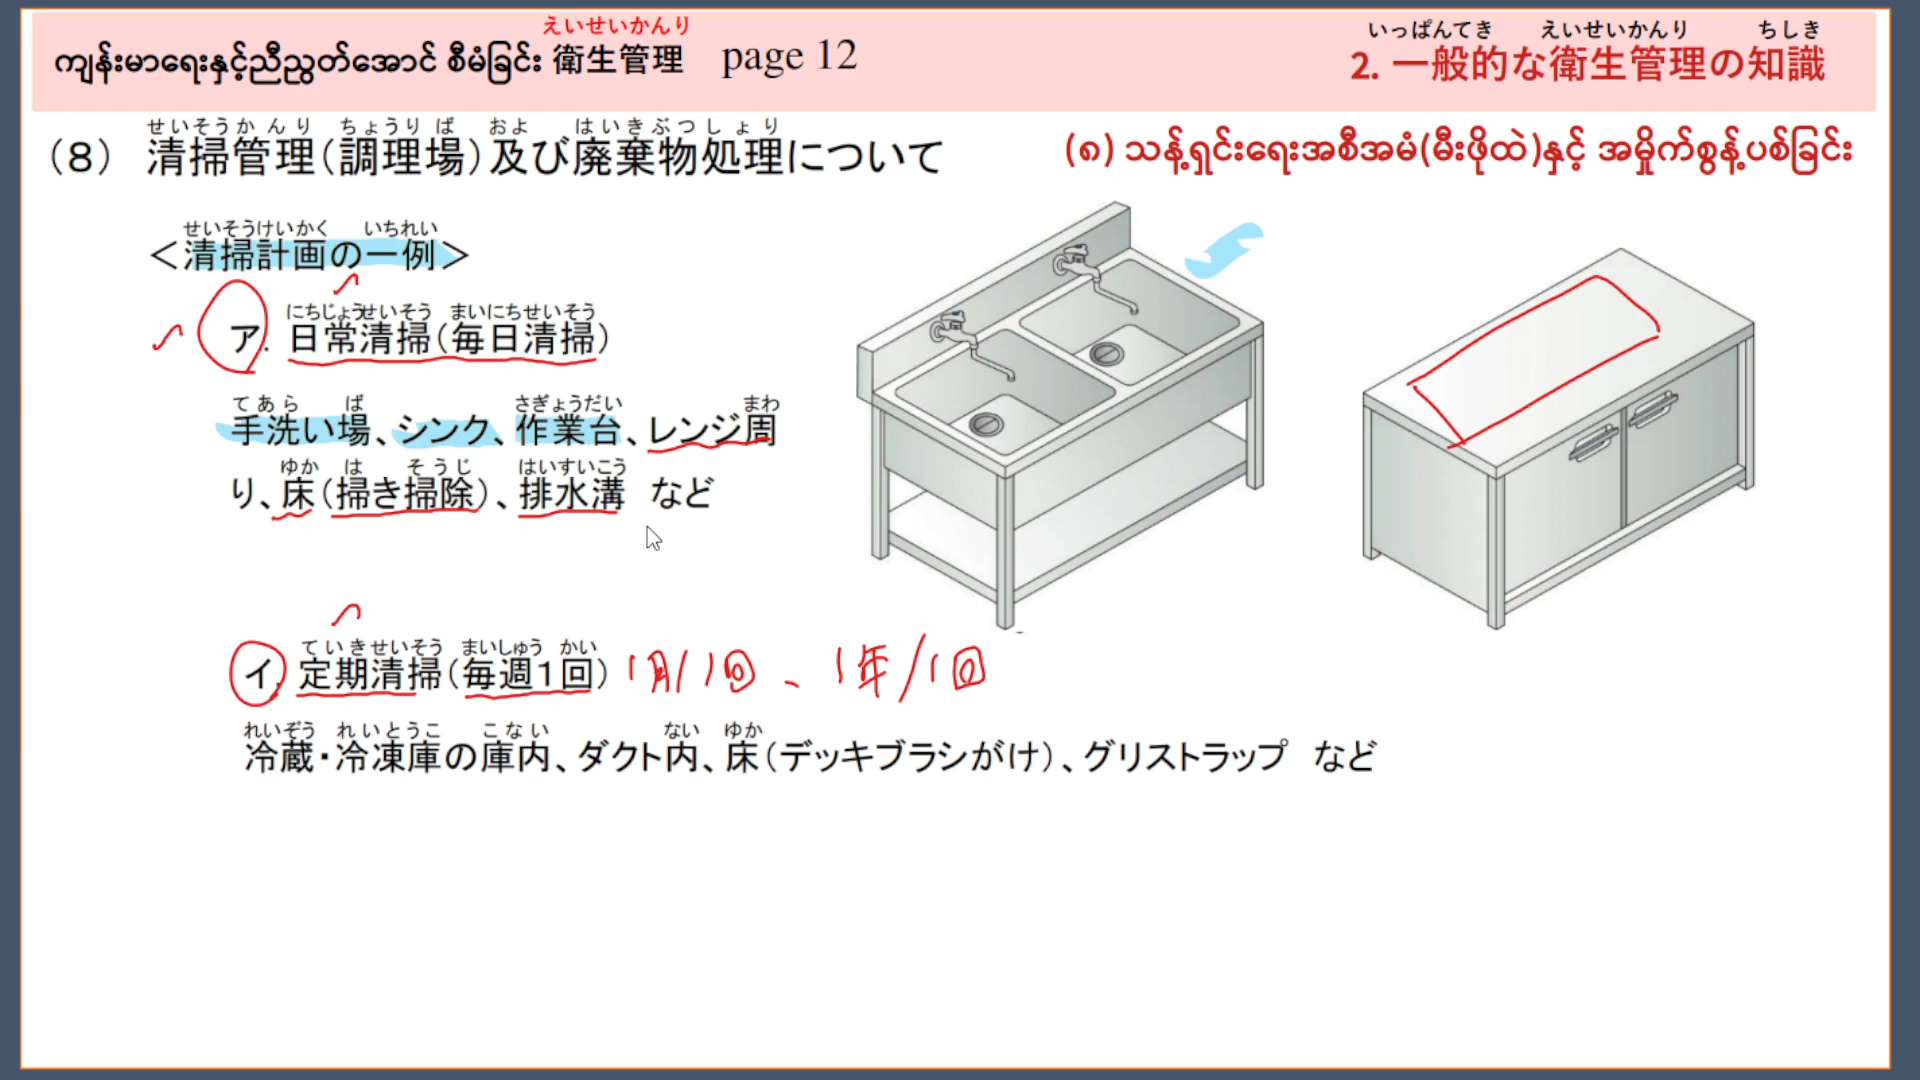 えいせいかんり
ကျန်းမာရေးနှင့်ညီညွတ်အောင် စီမံခြင်း 衛生管理 page 12
いっぱんてき えいせいかんり ちしき
2. 一般的な衛生管理の知識
せいそうかんり ちょうりば およ はいきぶつしょり
（8） 清掃管理（調理場）及び廃棄物処理について
(၈) သန့်ရှင်းရေးအစီအမံ(မီးဖိုထဲ)နှင့် အမှိုက်စွန့်ပစ်ခြင်း
せいそうけいかく いちれい
＜清掃計画の一例＞
にちじょうせいそう まいにちせいそう
ア. 日常清掃（毎日清掃）
てあら ば さぎょうだい まわ
手洗い場、シンク、作業台、レンジ周
ゆか は そうじ はいすいこう
り、床（掃き掃除）、排水溝 など
ていきせいそう まいしゅう かい
イ. 定期清掃（毎週１回） 1月/1回、1年/1回
れいぞう れいとうこ こない ない ゆか
冷蔵・冷凍庫の庫内、ダクト内、床（デッキブラシがけ）、グリストラップ など